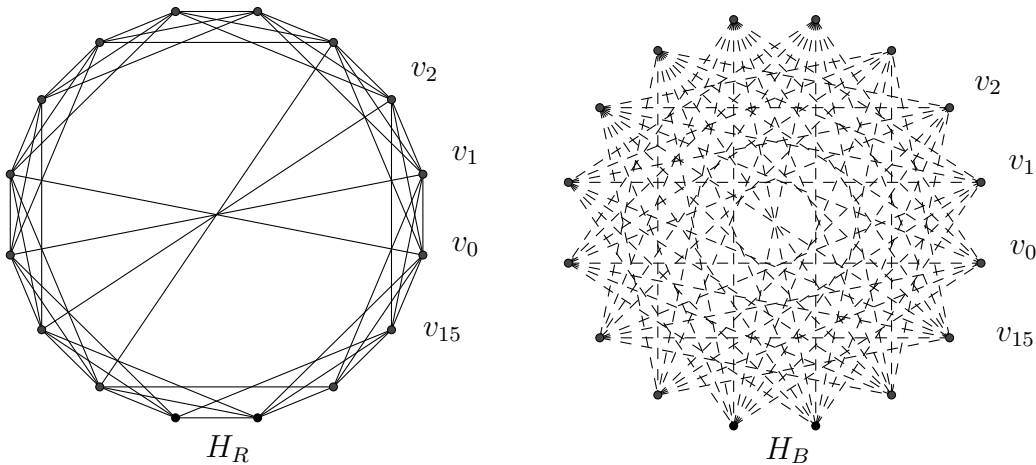 v₂ v₂
v₁ v₁
v₀ v₀
v₁₅ v₁₅
H_R H_B